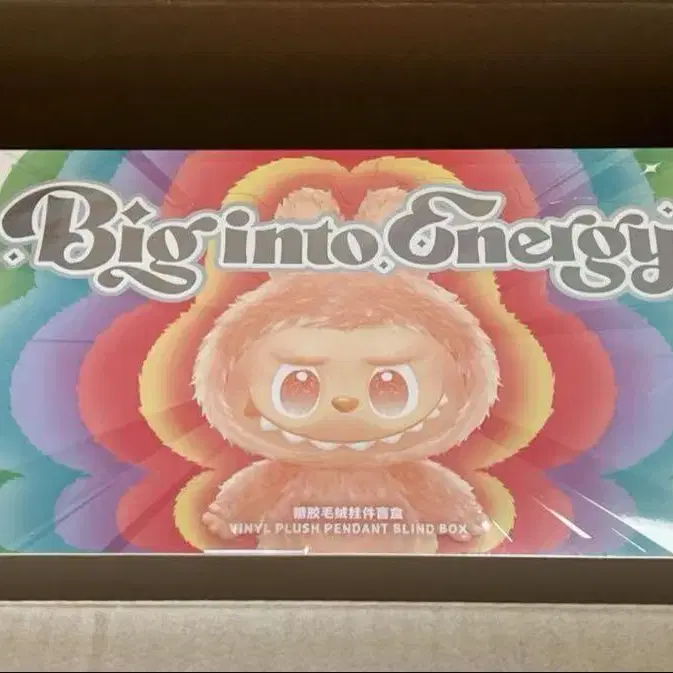 Big into Energy
搪胶毛绒挂件盲盒
VINYL PLUSH PENDANT BLIND BOX